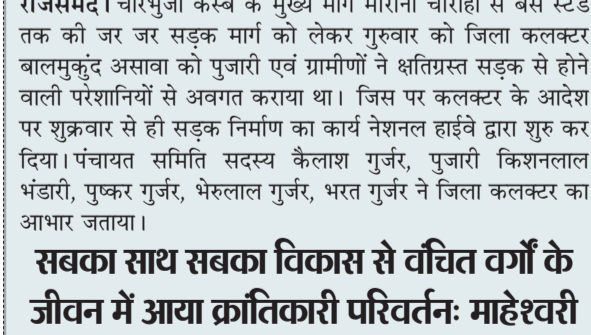 राजसमंद। चारभुजा कस्बे के मुख्य मार्ग चौराहा से बस स्टैंड
तक की जर जर सड़क मार्ग को लेकर गुरुवार को जिला कलक्टर
बालमुकुंद असावा को पुजारी एवं ग्रामीणों ने क्षतिग्रस्त सड़क से होने
वाली परेशानियों से अवगत कराया था। जिस पर कलक्टर के आदेश
पर शुक्रवार से ही सड़क निर्माण का कार्य नेशनल हाईवे द्वारा शुरु कर
दिया। पंचायत समिति सदस्य कैलाश गुर्जर, पुजारी किशनलाल
भंडारी, पुष्कर गुर्जर, भेरुलाल गुर्जर, भरत गुर्जर ने जिला कलक्टर का
आभार जताया।
सबका साथ सबका विकास से वंचित वर्गों के
जीवन में आया क्रांतिकारी परिवर्तनः माहेश्वरी